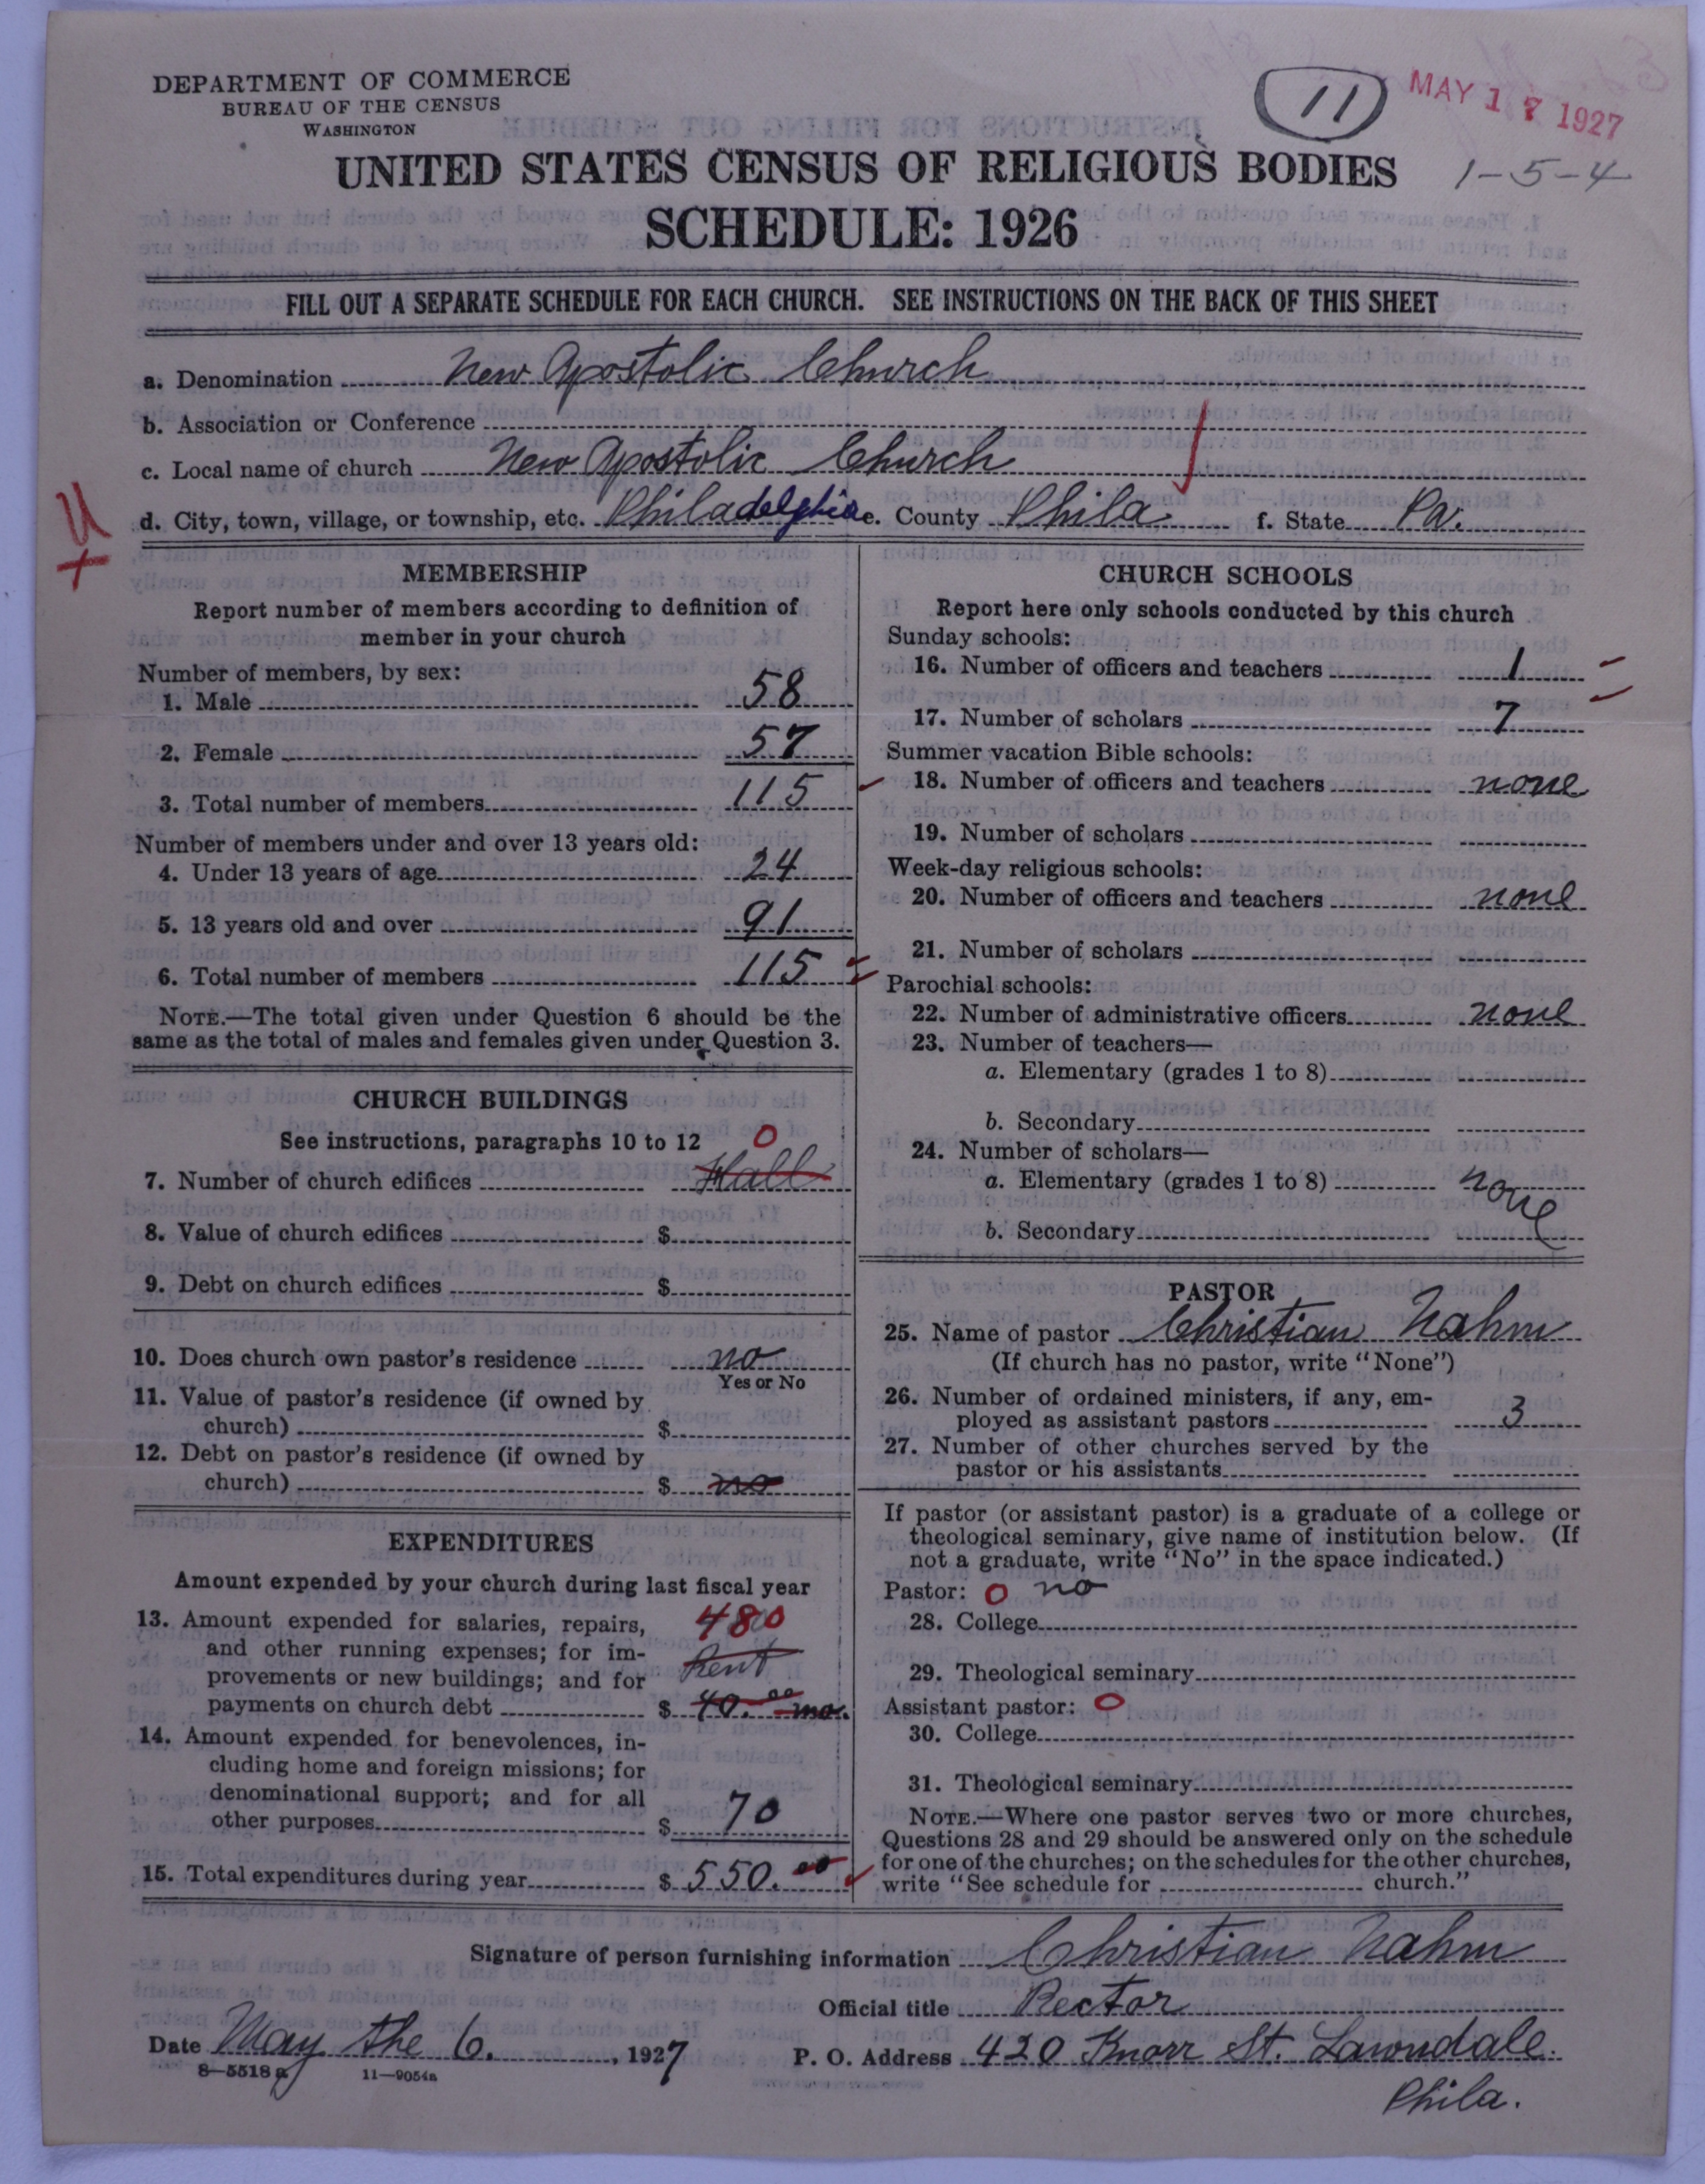 DEPARTMENT OF COMMERCE
BUREAU OF THE CENSUS
WASHINGTON
11
MAY 17 1927
1-5-4
UNITED STATES CENSUS OF RELIGIOUS BODIES
SCHEDULE: 1926
FILL OUT A SEPARATE SCHEDULE FOR EACH CHURCH. SEE INSTRUCTIONS ON THE BACK OF THIS SHEET
a. Denomination New Apostolic Church
b. Association or Conference
c. Local name of church New Apostolic Church
d. City, town, village, or township, etc. Philadelphia e. County Phila f. State Pa.
MEMBERSHIP
Report number of members according to definition of
member in your church
Number of members, by sex:
1. Male 58
2. Female 57
3. Total number of members 115
Number of members under and over 13 years old:
4. Under 13 years of age 24
5. 13 years old and over 91
6. Total number of members 115
NOTE.—The total given under Question 6 should be the
same as the total of males and females given under Question 3.
CHURCH BUILDINGS
See instructions, paragraphs 10 to 12 0
7. Number of church edifices Hall
8. Value of church edifices $
9. Debt on church edifices $
10. Does church own pastor's residence no
Yes or No
11. Value of pastor's residence (if owned by
church) $
12. Debt on pastor's residence (if owned by
church) $ no
EXPENDITURES
Amount expended by your church during last fiscal year
13. Amount expended for salaries, repairs, 480
and other running expenses; for im-
provements or new buildings; and for Rent
payments on church debt $ 40.00 mo.
14. Amount expended for benevolences, in-
cluding home and foreign missions; for
denominational support; and for all
other purposes $ 70
15. Total expenditures during year $ 550.00
CHURCH SCHOOLS
Report here only schools conducted by this church
Sunday schools:
16. Number of officers and teachers 1
17. Number of scholars 7
Summer vacation Bible schools:
18. Number of officers and teachers none
19. Number of scholars
Week-day religious schools:
20. Number of officers and teachers none
21. Number of scholars
Parochial schools:
22. Number of administrative officers none
23. Number of teachers—
a. Elementary (grades 1 to 8)
b. Secondary
24. Number of scholars—
a. Elementary (grades 1 to 8) none
b. Secondary
PASTOR
25. Name of pastor Christian Nahm
(If church has no pastor, write "None")
26. Number of ordained ministers, if any, em-
ployed as assistant pastors 3
27. Number of other churches served by the
pastor or his assistants
If pastor (or assistant pastor) is a graduate of a college or
theological seminary, give name of institution below. (If
not a graduate, write "No" in the space indicated.)
Pastor: 0 no
28. College
29. Theological seminary
Assistant pastor: 0
30. College
31. Theological seminary
NOTE.—Where one pastor serves two or more churches,
Questions 28 and 29 should be answered only on the schedule
for one of the churches; on the schedules for the other churches,
write "See schedule for church."
Signature of person furnishing information Christian Nahm
Official title Rector
Date May the 6., 1927 P. O. Address 420 Knorr St. Lawndale.
8—5518a 11—9054a
Phila.